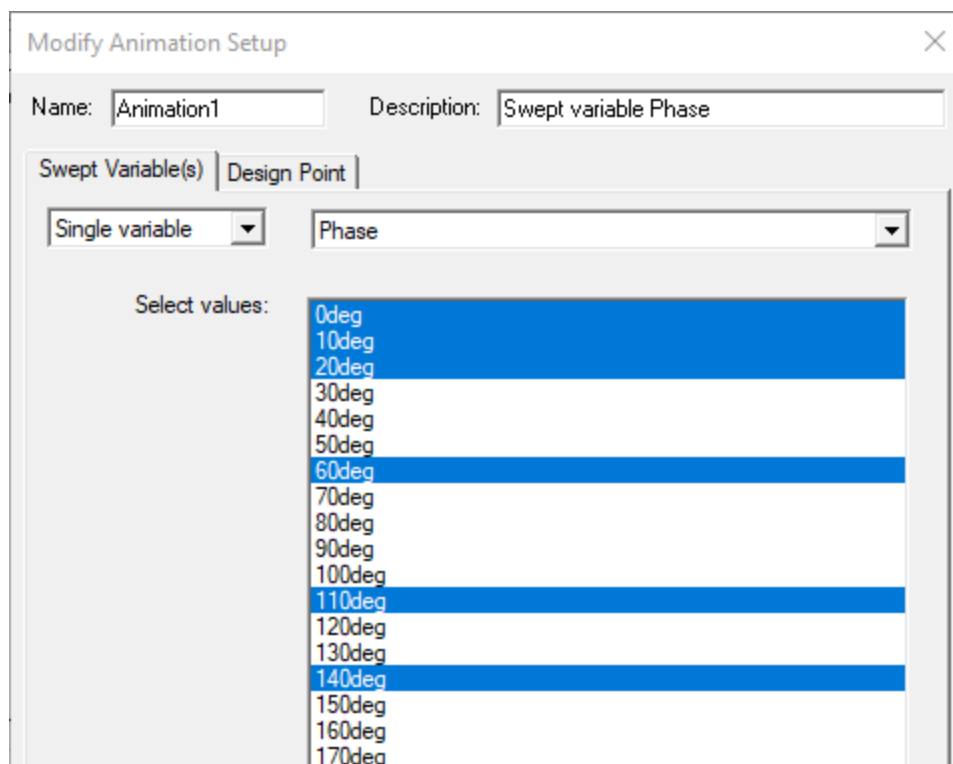 Modify Animation Setup
Name: Animation1 Description: Swept variable Phase
Swept Variable(s) Design Point
Single variable Phase
Select values:
0deg
10deg
20deg
30deg
40deg
50deg
60deg
70deg
80deg
90deg
100deg
110deg
120deg
130deg
140deg
150deg
160deg
170deg